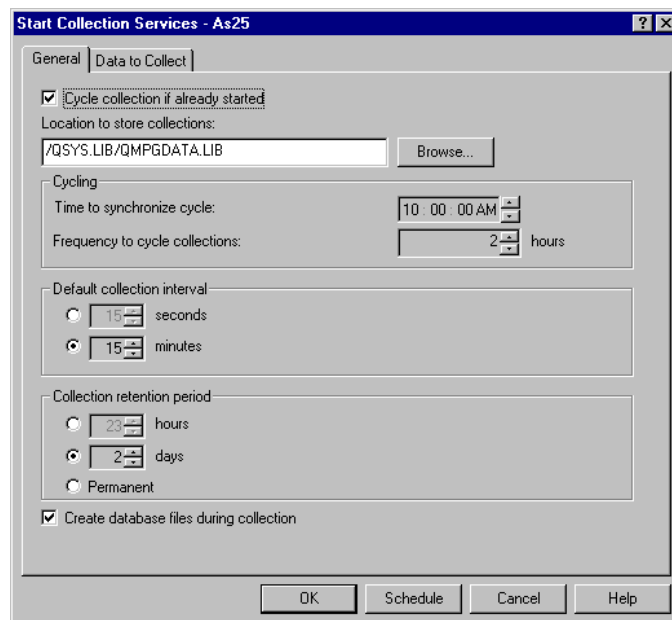 Start Collection Services - As25
General Data to Collect
Cycle collection if already started
Location to store collections:
/QSYS.LIB/QMPGDATA.LIB Browse...
Cycling
Time to synchronize cycle: 10 : 00 : 00 AM
Frequency to cycle collections: 2 hours
Default collection interval
15 seconds
15 minutes
Collection retention period
23 hours
2 days
Permanent
Create database files during collection
OK Schedule Cancel Help